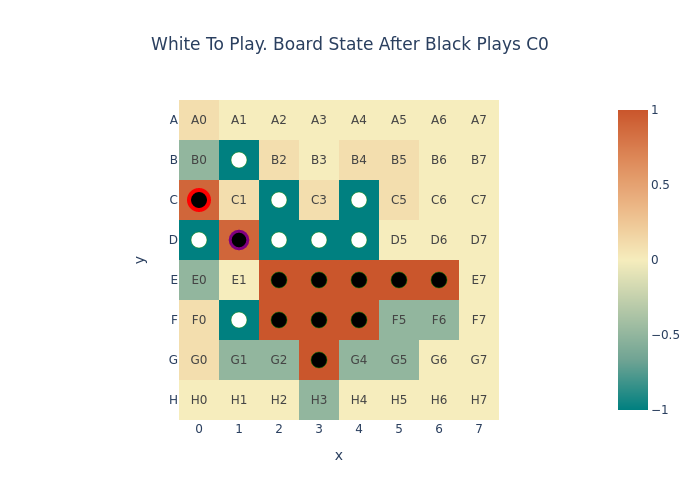 White To Play. Board State After Black Plays C0
A A0 A1 A2 A3 A4 A5 A6 A7
B B0 B2 B3 B4 B5 B6 B7
C C1 C3 C5 C6 C7
D D5 D6 D7
E E0 E1 E7
F F0 F5 F6 F7
G G0 G1 G2 G4 G5 G6 G7
H H0 H1 H2 H3 H4 H5 H6 H7
0 1 2 3 4 5 6 7
x
y
1
0.5
0
−0.5
−1